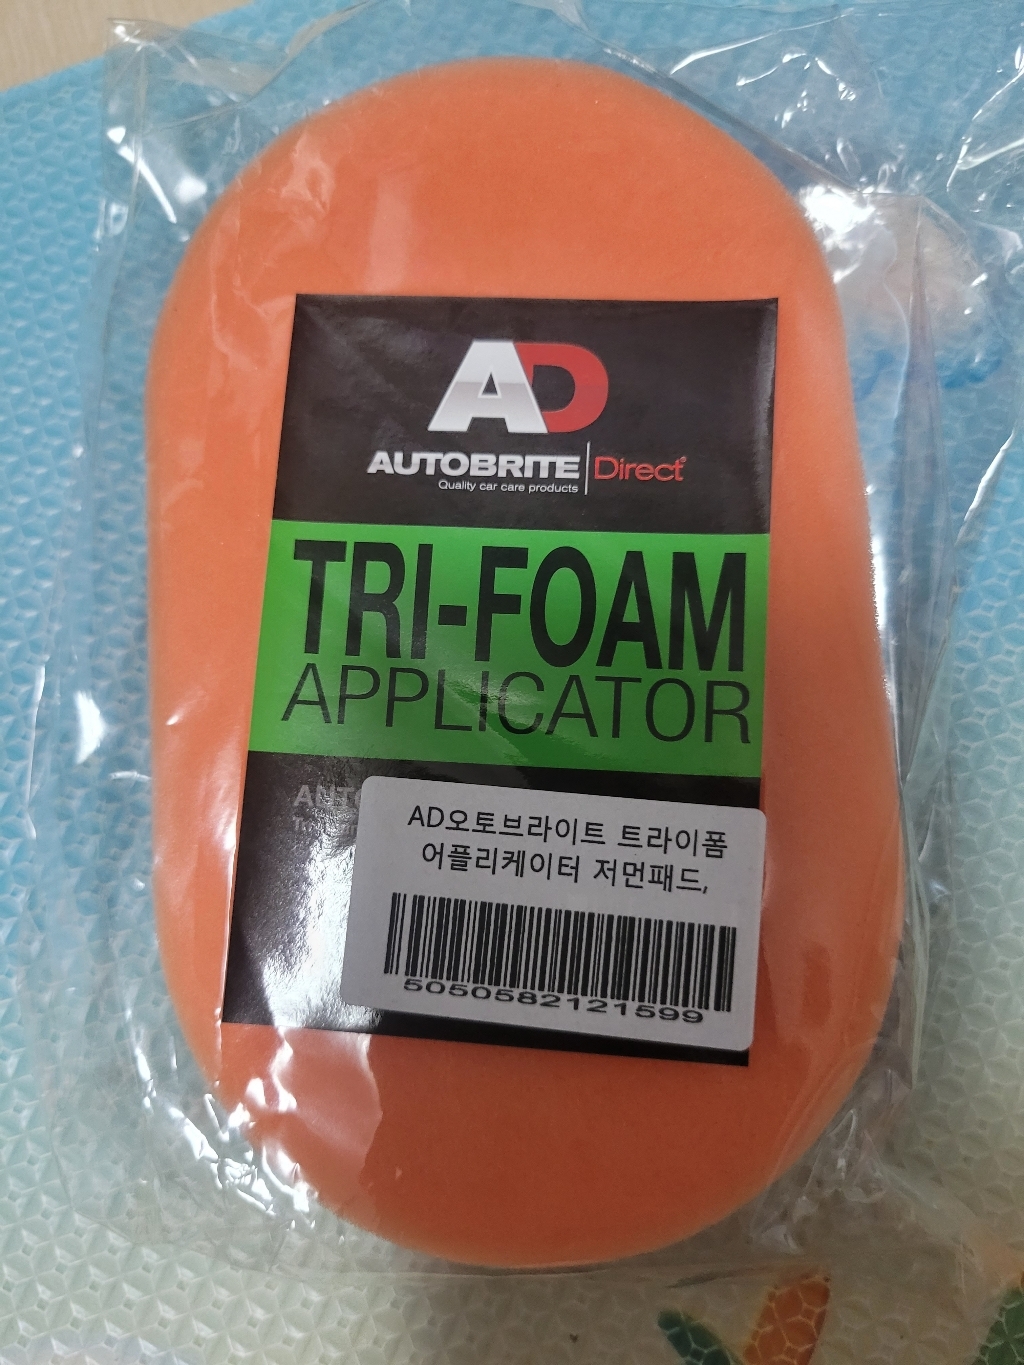 AD
AUTOBRITE Direct
Quality car care products
TRI-FOAM
APPLICATOR
AD오토브라이트 트라이폼
어플리케이터 저먼패드,
5050582121599